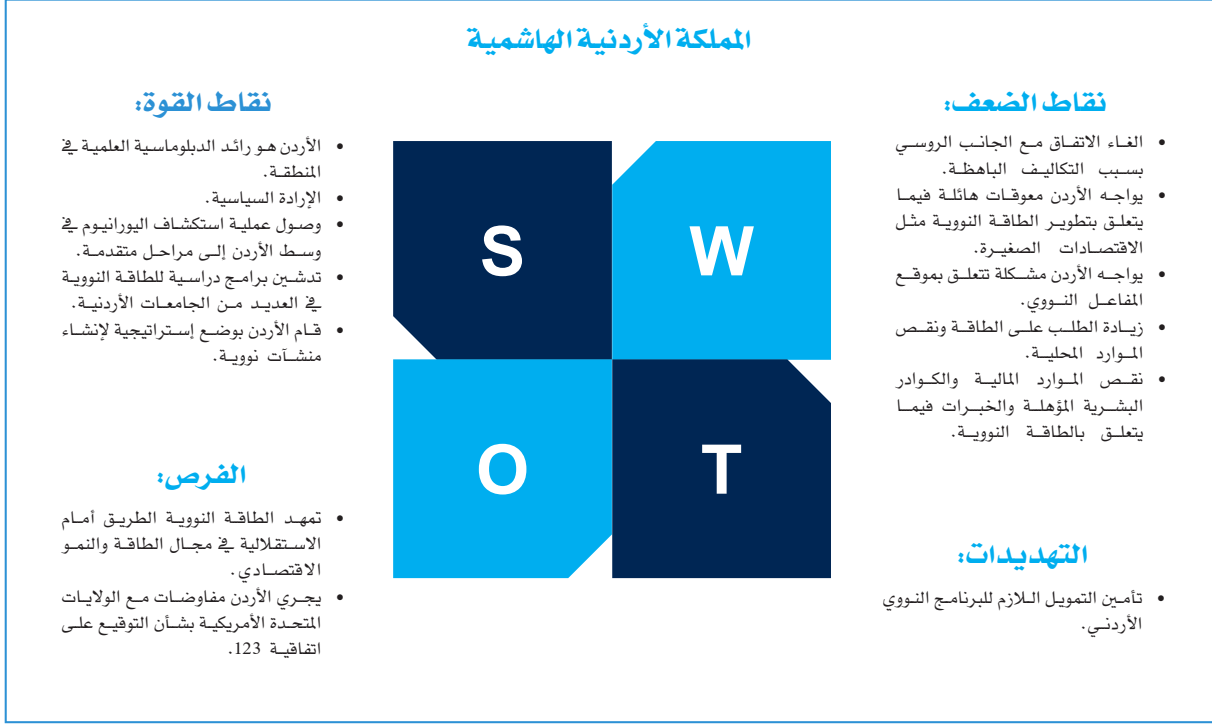 المملكة الأردنية الهاشمية
نقاط الضعف:
• الغاء الاتفاق مع الجانب الروسي
بسبب التكاليف الباهظة.
• يواجه الأردن معوقات هائلة فيما
يتعلق بتطوير الطاقة النووية مثل
الاقتصادات الصغيرة.
• يواجه الأردن مشكلة تتعلق بموقع
المفاعل النووي.
• زيادة الطلب على الطاقة ونقص
الموارد المحلية.
• نقص الموارد المالية والكوادر
البشرية المؤهلة والخبرات فيما
يتعلق بالطاقة النووية.
نقاط القوة:
• الأردن هو رائد الدبلوماسية العلمية في
المنطقة.
• الإرادة السياسية.
• وصول عملية استكشاف اليورانيوم في
وسط الأردن إلى مراحل متقدمة.
• تدشين برامج دراسية للطاقة النووية
في العديد من الجامعات الأردنية.
• قام الأردن بوضع إستراتيجية لإنشاء
منشآت نووية.
S
W
O
T
التهديدات:
• تأمين التمويل اللازم للبرنامج النووي
الأردني.
الفرص:
• تمهد الطاقة النووية الطريق أمام
الاستقلالية في مجال الطاقة والنمو
الاقتصادي.
• يجري الأردن مفاوضات مع الولايات
المتحدة الأمريكية بشأن التوقيع على
اتفاقية 123.